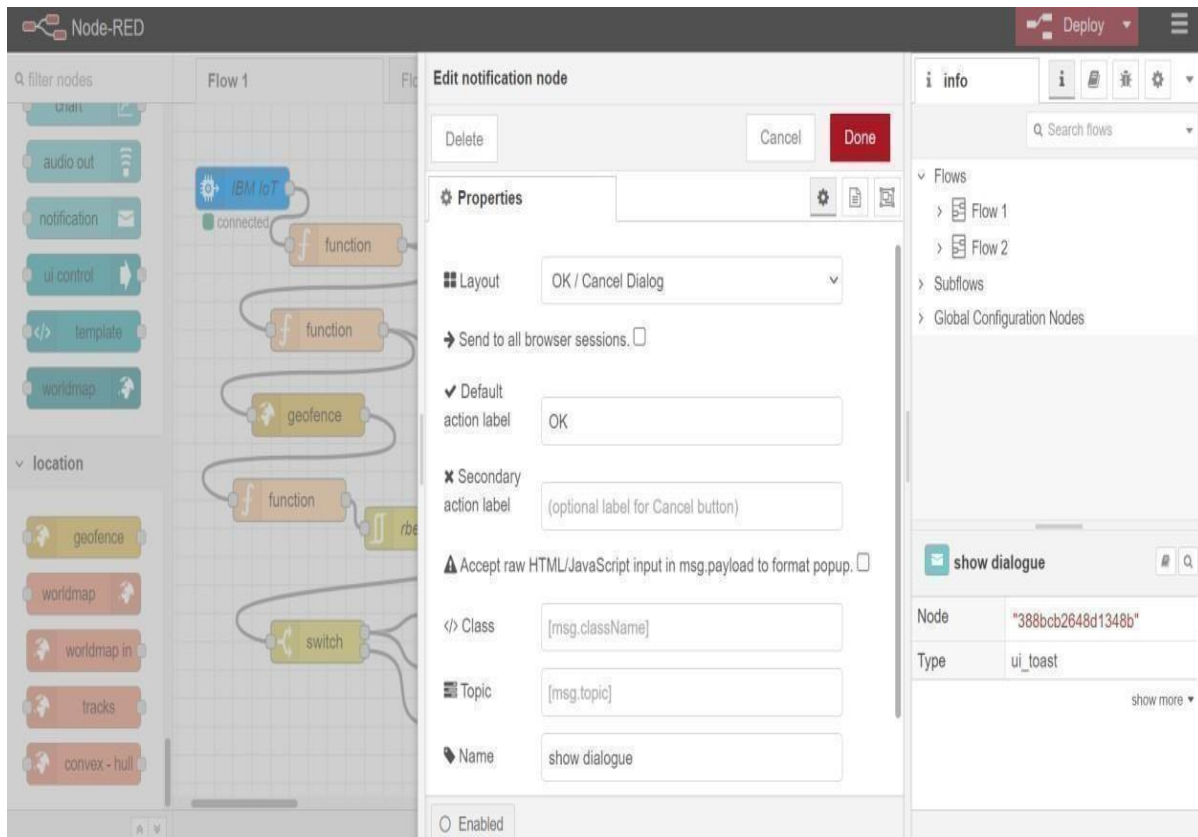 Node-RED
Deploy
filter nodes
chart
audio out
notification
ui control
template
worldmap
location
geofence
worldmap
worldmap in
tracks
convex - hull
Flow 1
IBM IoT
connected
function
function
geofence
function
switch
Edit notification node
Delete
Cancel
Done
Properties
Layout
OK / Cancel Dialog
Send to all browser sessions.
Default
action label
OK
Secondary
action label
(optional label for Cancel button)
Accept raw HTML/JavaScript input in msg.payload to format popup.
</> Class
[msg.className]
Topic
[msg.topic]
Name
show dialogue
Enabled
i info
i
Search flows
Flows
Flow 1
Flow 2
Subflows
Global Configuration Nodes
show dialogue
Node
"388bcb2648d1348b"
Type
ui_toast
show more